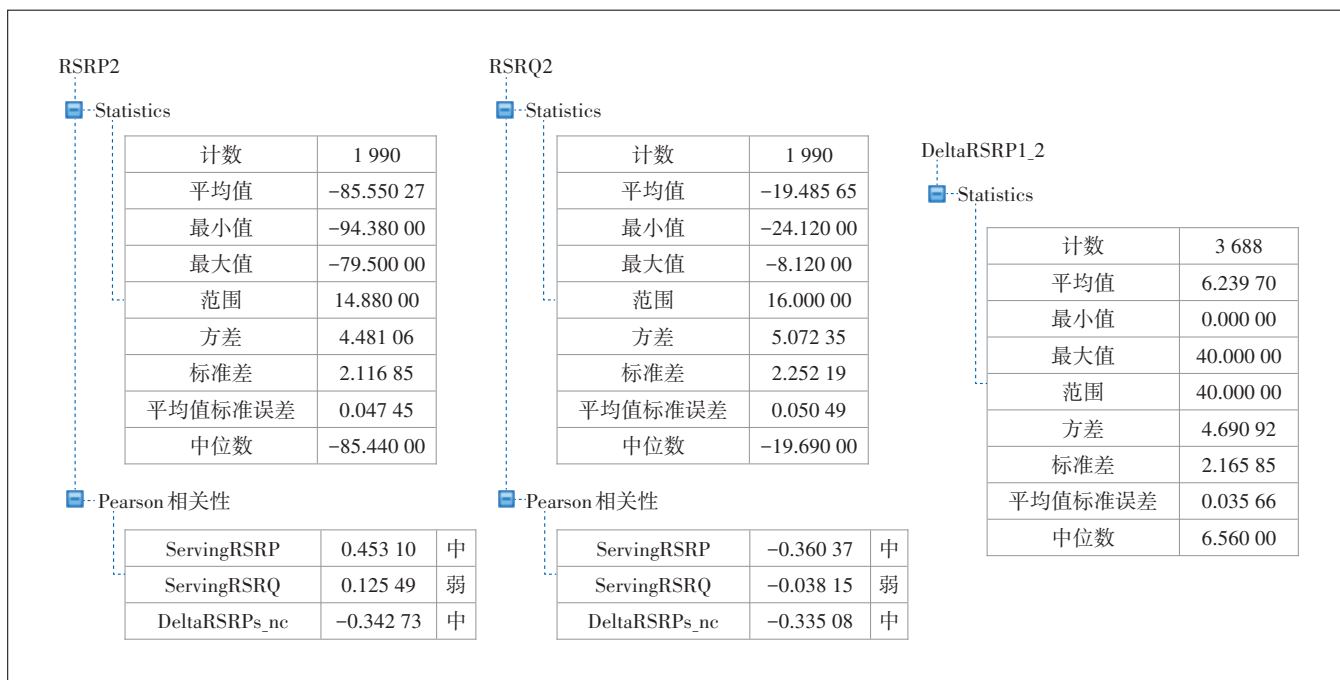 RSRP2
Statistics
计数 1 990
平均值 −85.550 27
最小值 −94.380 00
最大值 −79.500 00
范围 14.880 00
方差 4.481 06
标准差 2.116 85
平均值标准误差 0.047 45
中位数 −85.440 00
Pearson 相关性
ServingRSRP 0.453 10 中
ServingRSRQ 0.125 49 弱
DeltaRSRPs_nc −0.342 73 中
RSRQ2
Statistics
计数 1 990
平均值 −19.485 65
最小值 −24.120 00
最大值 −8.120 00
范围 16.000 00
方差 5.072 35
标准差 2.252 19
平均值标准误差 0.050 49
中位数 −19.690 00
Pearson 相关性
ServingRSRP −0.360 37 中
ServingRSRQ −0.038 15 弱
DeltaRSRPs_nc −0.335 08 中
DeltaRSRP1_2
Statistics
计数 3 688
平均值 6.239 70
最小值 0.000 00
最大值 40.000 00
范围 40.000 00
方差 4.690 92
标准差 2.165 85
平均值标准误差 0.035 66
中位数 6.560 00